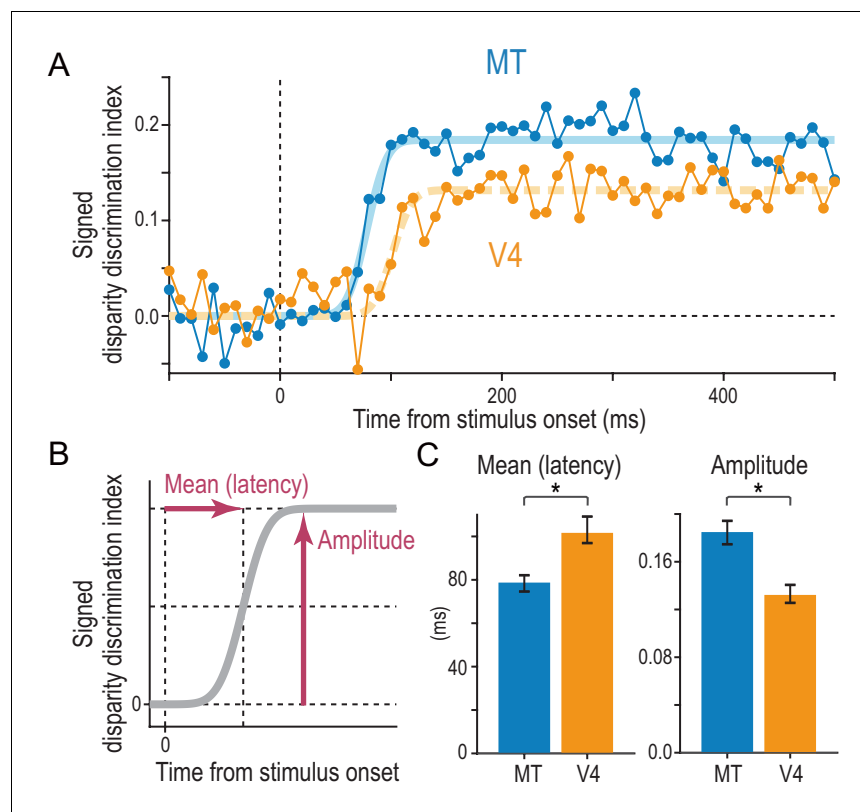 A
MT
V4
Signed
disparity discrimination index
0.2
0.1
0.0
0
200
400
Time from stimulus onset (ms)
B
Mean (latency)
Amplitude
Signed
disparity discrimination index
0
0
Time from stimulus onset
C
Mean (latency)
*
(ms)
80
40
0
MT
V4
Amplitude
*
0.16
0.08
0.0
MT
V4